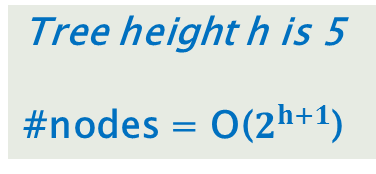 Tree height h is 5
#nodes = O(2^{h+1})